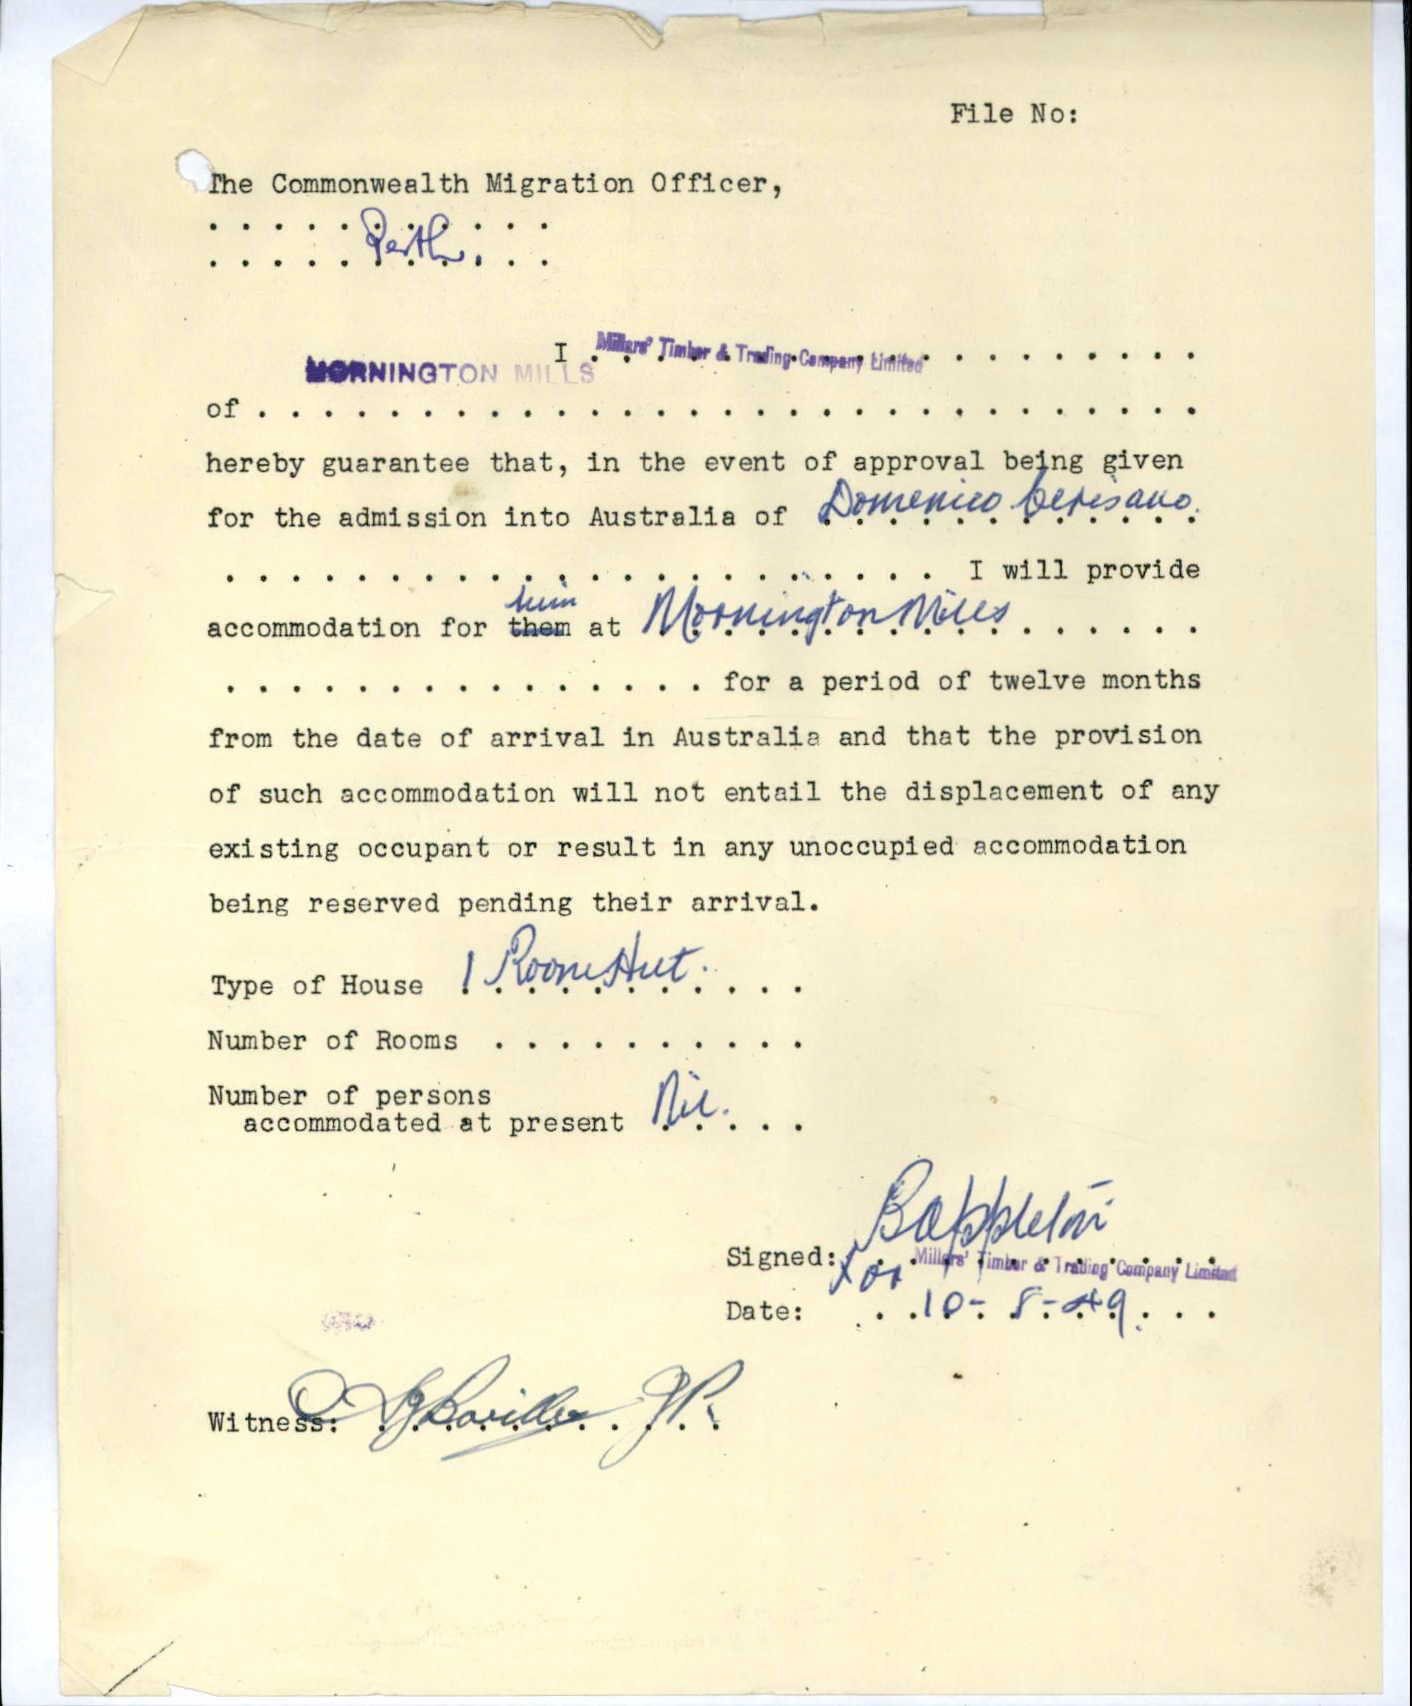 File No:
The Commonwealth Migration Officer,
Perth.
I Millars' Timber & Trading Company Limited
MORNINGTON MILLS
of
hereby guarantee that, in the event of approval being given
for the admission into Australia of Domenico Cerisano.
I will provide
him
accommodation for them at Mornington Mills
for a period of twelve months
from the date of arrival in Australia and that the provision
of such accommodation will not entail the displacement of any
existing occupant or result in any unoccupied accommodation
being reserved pending their arrival.
Type of House 1 Room Hut.
Number of Rooms
Number of persons
accommodated at present Nil.
BAppleton
Signed: for Millars' Timber & Trading Company Limited
Date: 10-8-49
Witness: J.P.